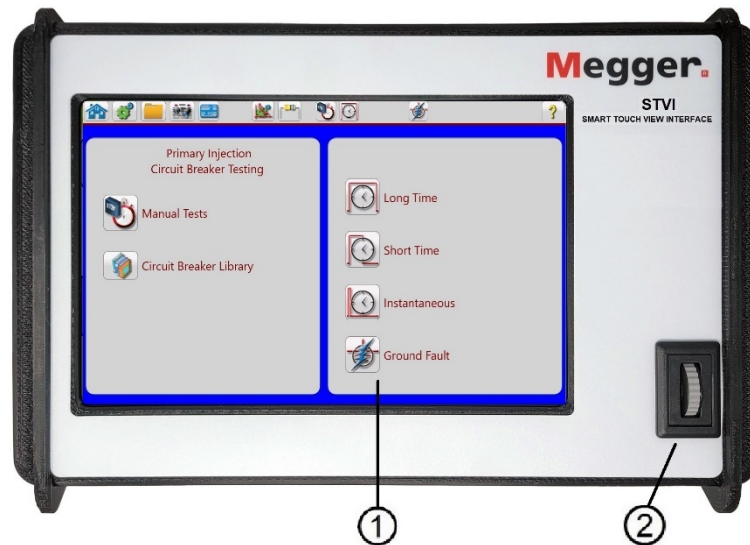 Megger.
STVI
SMART TOUCH VIEW INTERFACE
?
Primary Injection
Circuit Breaker Testing
Manual Tests
Circuit Breaker Library
Long Time
Short Time
Instantaneous
Ground Fault
1
2